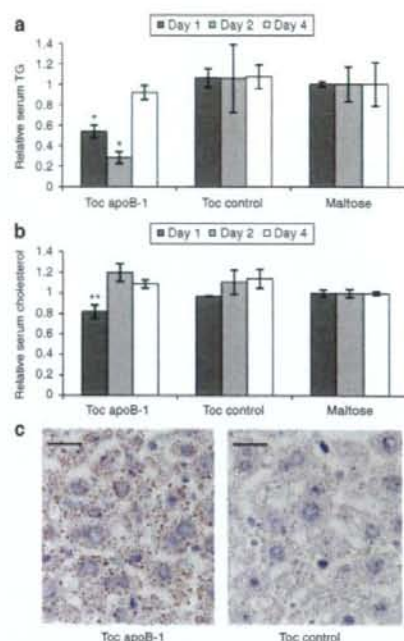 a
Day 1 Day 2 Day 4
Relative serum TG
1.4
1.2
1
0.8
0.6
0.4
0.2
0
* *
Toc apoB-1 Toc control Maltose
b
Day 1 Day 2 Day 4
Relative serum cholesterol
1.4
1.2
1
0.8
0.6
0.4
0.2
0
**
Toc apoB-1 Toc control Maltose
c
Toc apoB-1 Toc control